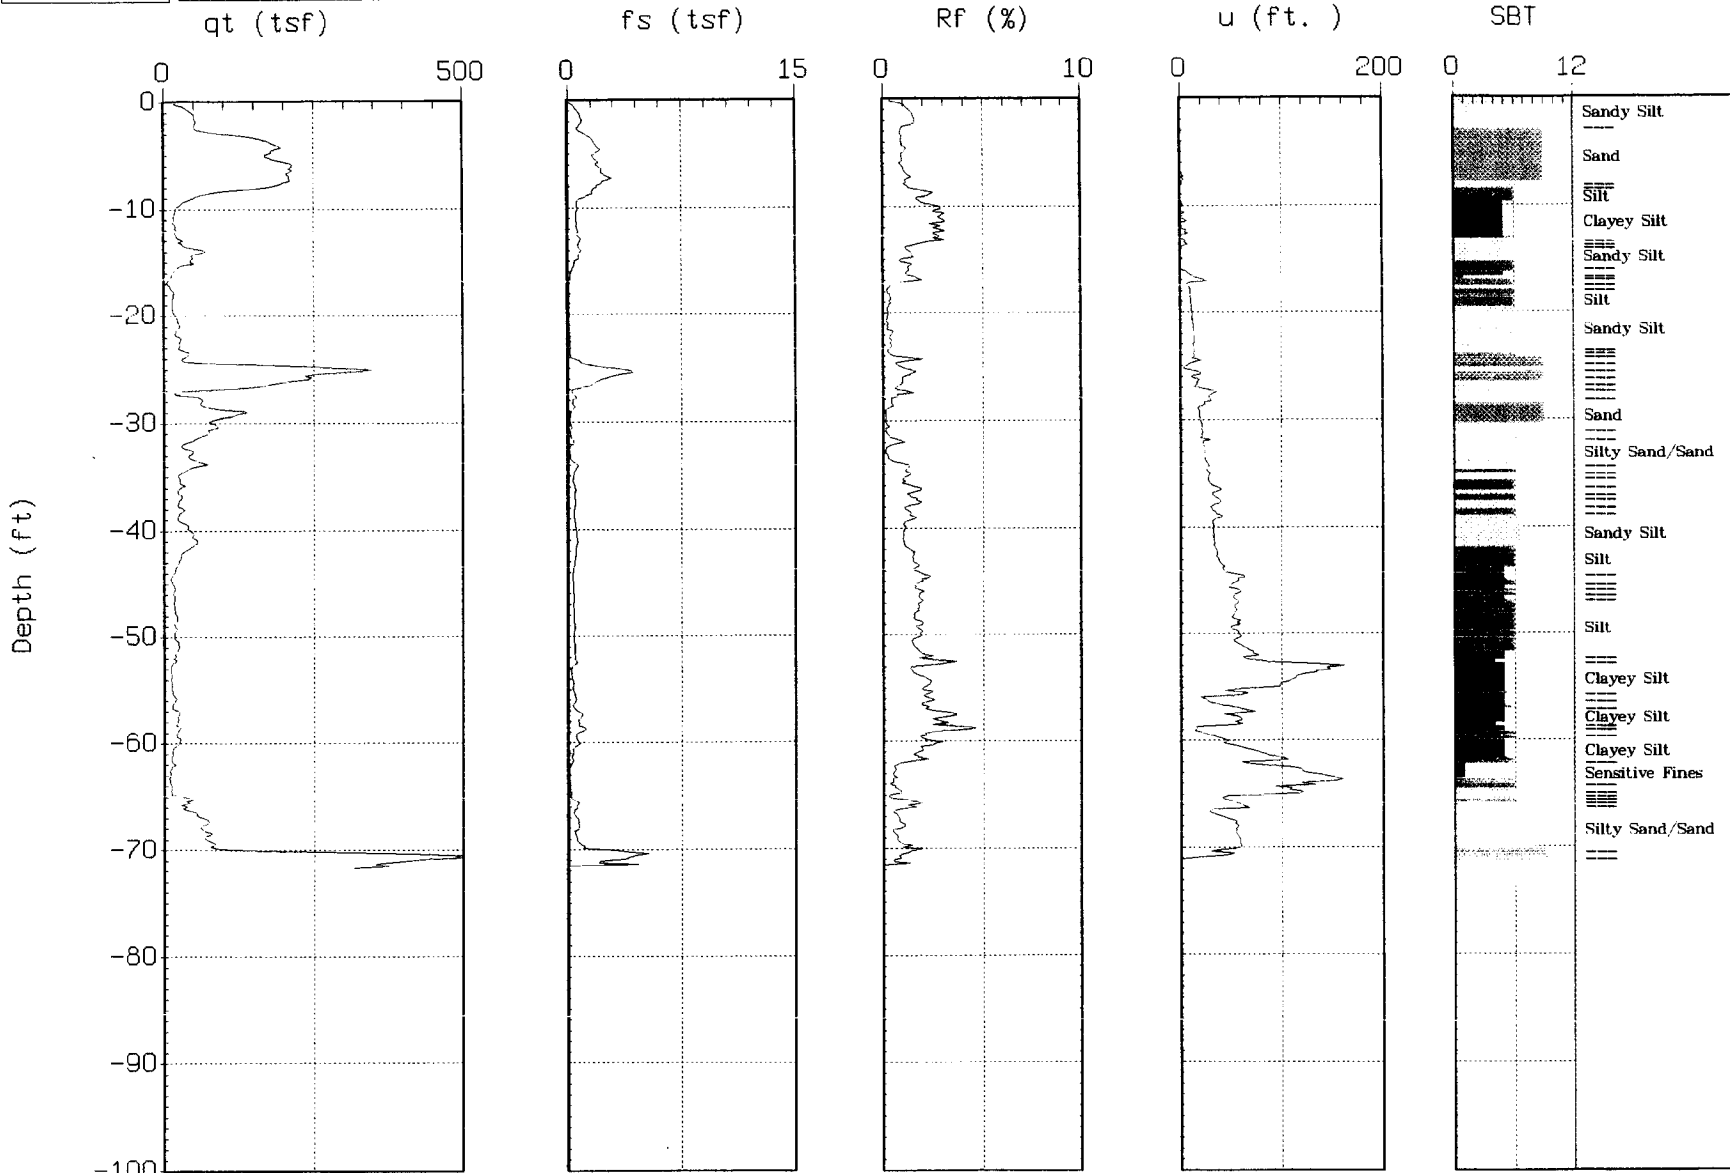 qt (tsf)
fs (tsf)
Rf (%)
u (ft. )
SBT
0 500
0 15
0 10
0 200
0 12
Depth (ft)
0
-10
-20
-30
-40
-50
-60
-70
-80
-90
-100
Sandy Silt
Sand
Silt
Clayey Silt
Sandy Silt
Silt
Sandy Silt
Sand
Silty Sand/Sand
Sandy Silt
Silt
Silt
Clayey Silt
Clayey Silt
Clayey Silt
Sensitive Fines
Silty Sand/Sand